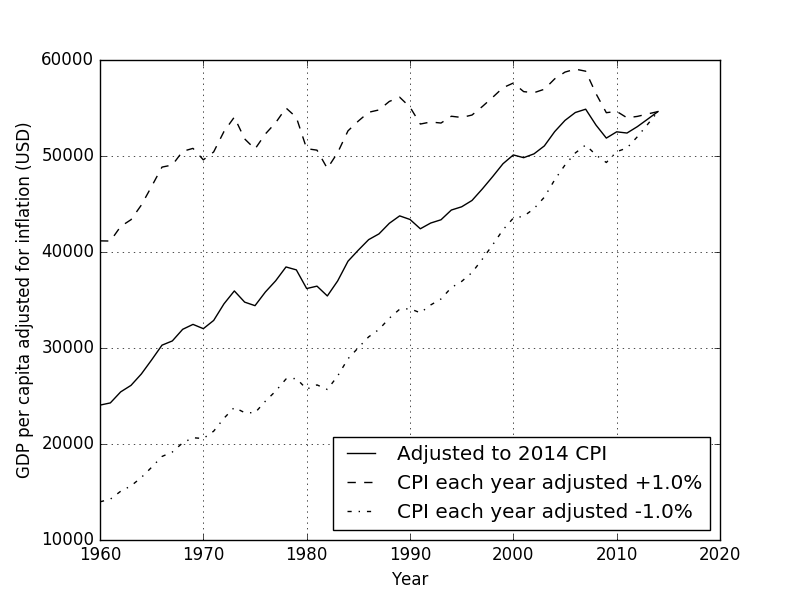 60000
50000
40000
30000
20000
10000
GDP per capita adjusted for inflation (USD)
Adjusted to 2014 CPI
CPI each year adjusted +1.0%
CPI each year adjusted -1.0%
1960 1970 1980 1990 2000 2010 2020
Year